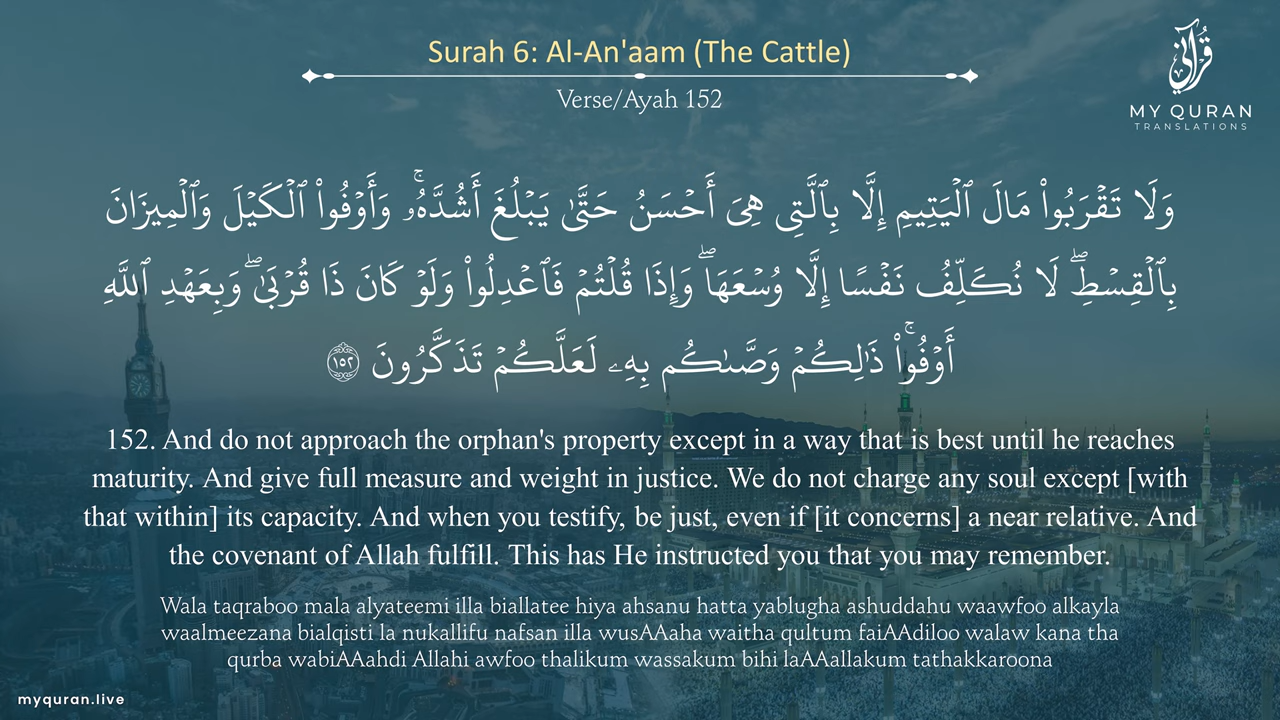 Surah 6: Al-An'aam (The Cattle)
Verse/Ayah 152
قرآني
MY QURAN
TRANSLATIONS
وَلَا تَقْرَبُوا۟ مَالَ ٱلْيَتِيمِ إِلَّا بِٱلَّتِى هِىَ أَحْسَنُ حَتَّىٰ يَبْلُغَ أَشُدَّهُۥ ۚ وَأَوْفُوا۟ ٱلْكَيْلَ وَٱلْمِيزَانَ
بِٱلْقِسْطِ ۖ لَا نُكَلِّفُ نَفْسًا إِلَّا وُسْعَهَا ۖ وَإِذَا قُلْتُمْ فَٱعْدِلُوا۟ وَلَوْ كَانَ ذَا قُرْبَىٰ ۖ وَبِعَهْدِ ٱللَّهِ
أَوْفُوا۟ ۚ ذَٰلِكُمْ وَصَّىٰكُم بِهِۦ لَعَلَّكُمْ تَذَكَّرُونَ ١٥٢
152. And do not approach the orphan's property except in a way that is best until he reaches
maturity. And give full measure and weight in justice. We do not charge any soul except [with
that within] its capacity. And when you testify, be just, even if [it concerns] a near relative. And
the covenant of Allah fulfill. This has He instructed you that you may remember.
Wala taqraboo mala alyateemi illa biallatee hiya ahsanu hatta yablugha ashuddahu waawfoo alkayla
waalmeezana bialqisti la nukallifu nafsan illa wusAAaha waitha qultum faiAAdiloo walaw kana tha
qurba wabiAAahdi Allahi awfoo thalikum wassakum bihi laAAallakum tathakkaroona
myquran.live